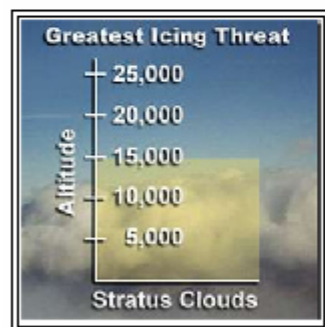 Greatest Icing Threat
25,000
20,000
15,000
10,000
5,000
Altitude
Stratus Clouds